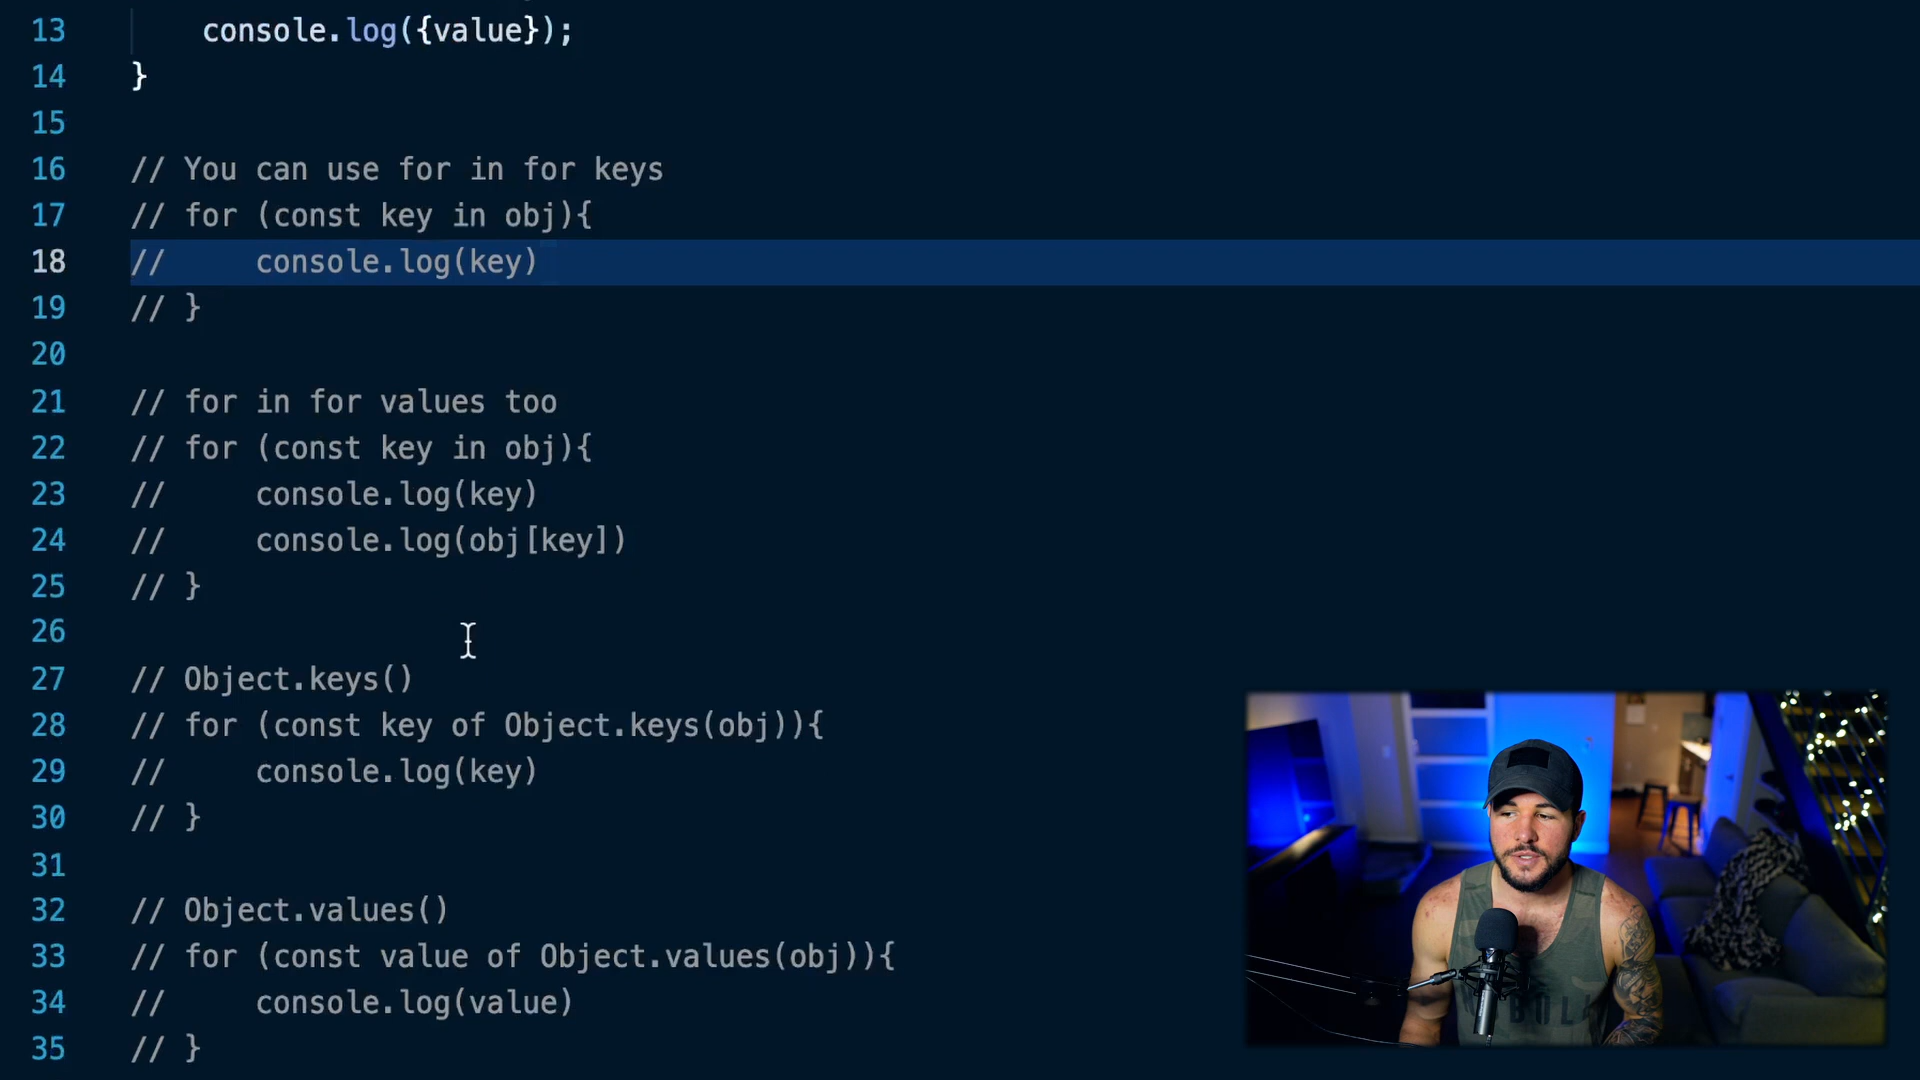 13 console.log({value});
14 }
15
16 // You can use for in for keys
17 // for (const key in obj){
18 //     console.log(key)
19 // }
20
21 // for in for values too
22 // for (const key in obj){
23 //     console.log(key)
24 //     console.log(obj[key])
25 // }
26
27 // Object.keys()
28 // for (const key of Object.keys(obj)){
29 //     console.log(key)
30 // }
31
32 // Object.values()
33 // for (const value of Object.values(obj)){
34 //     console.log(value)
35 // }